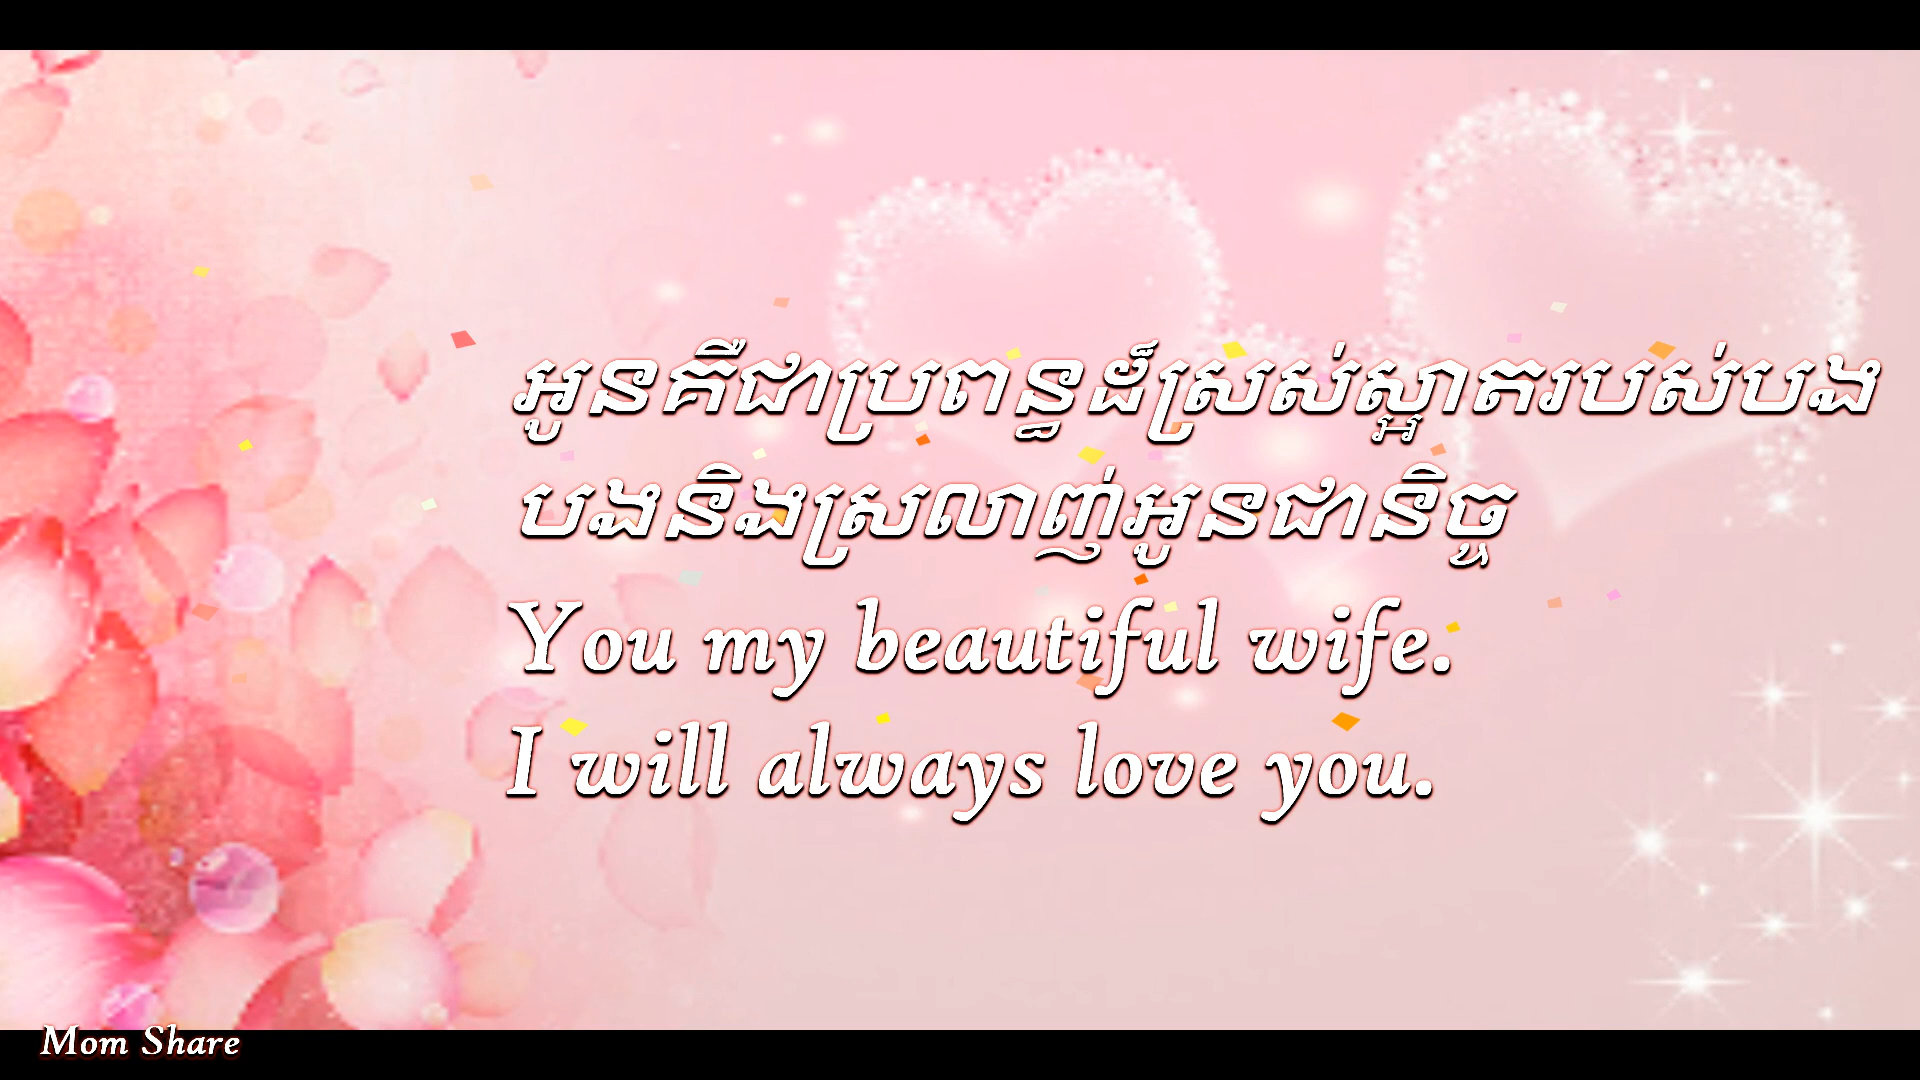 អូនគឺជាប្រពន្ធដ៏ស្រស់ស្អាតរបស់បង
បងនិងស្រលាញ់អូនជានិច្ច
You my beautiful wife.
I will always love you.
Mom Share